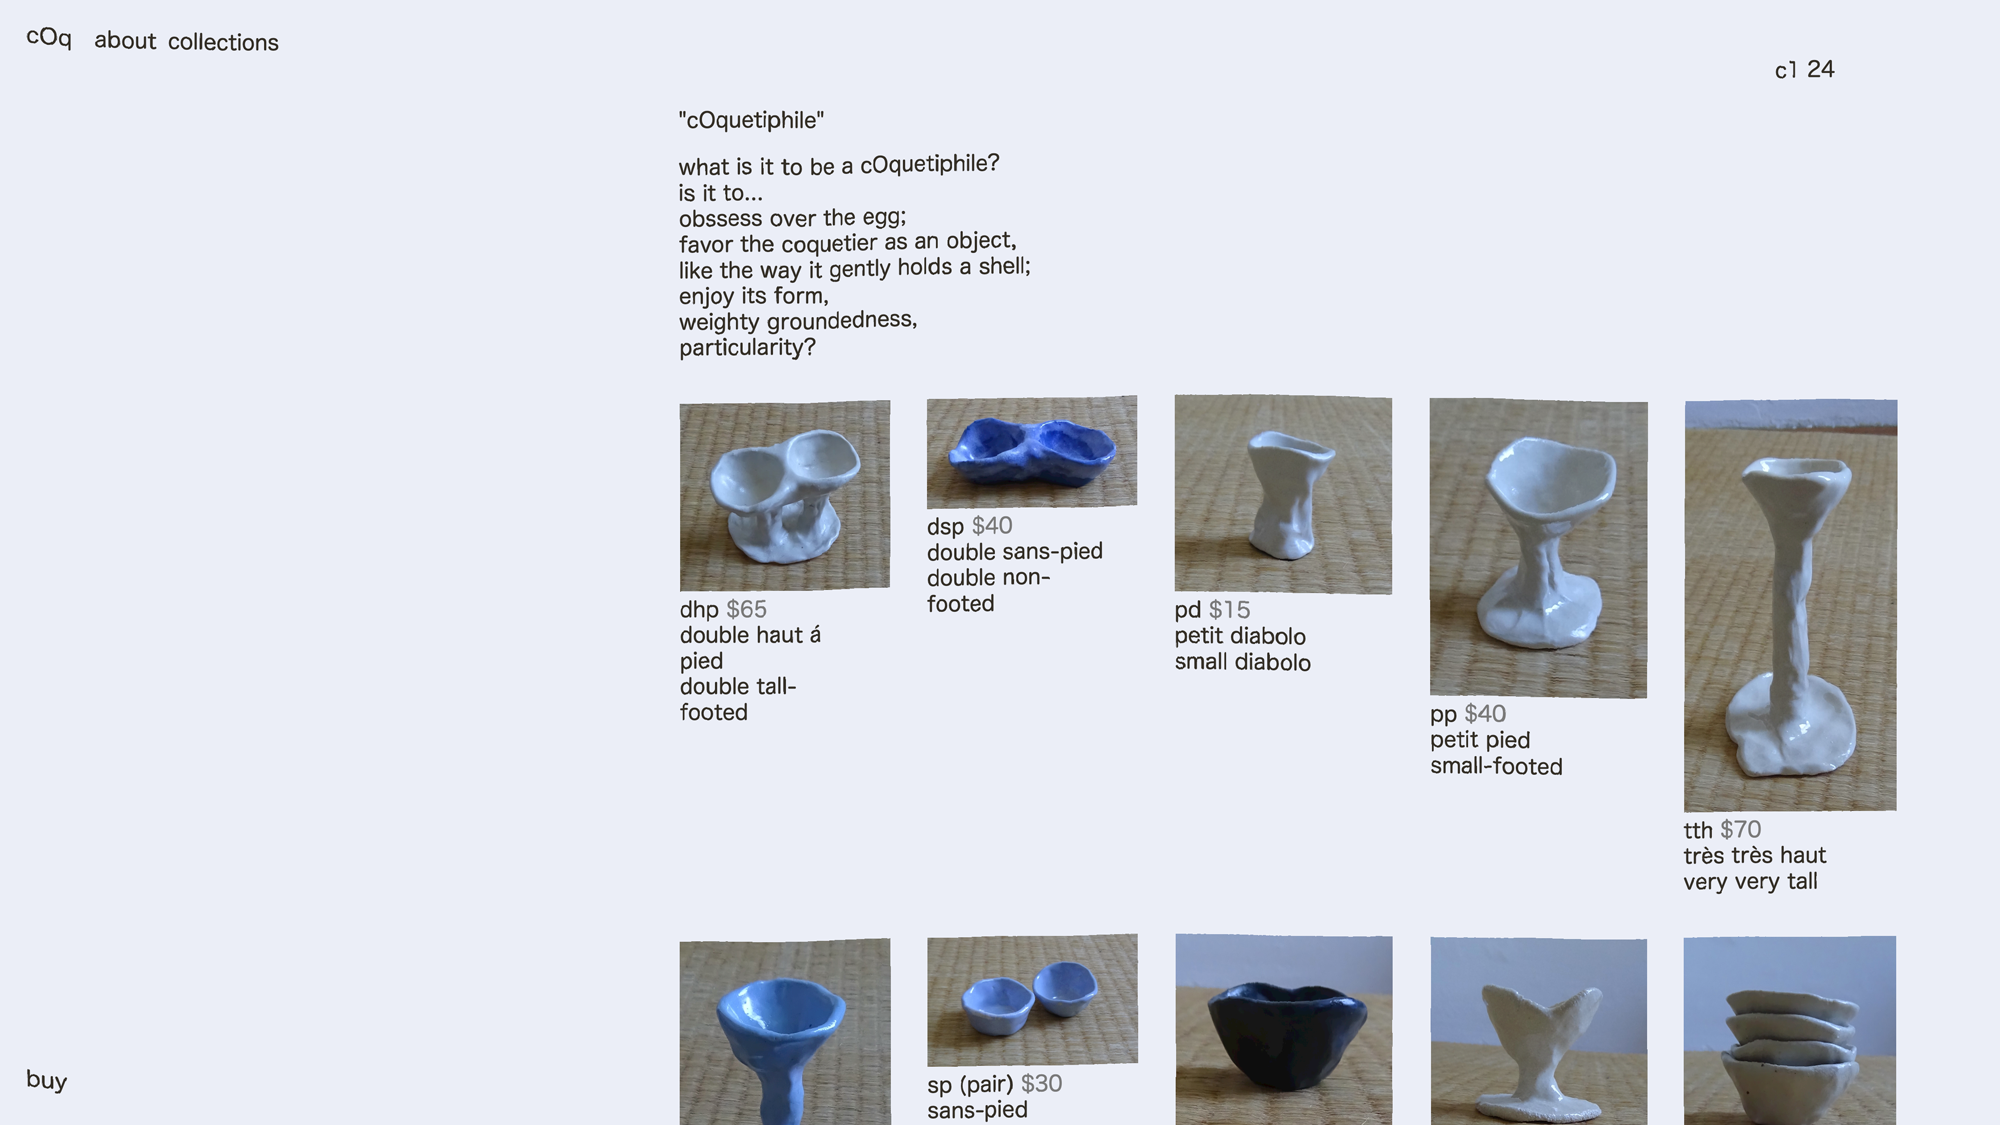 cOq about collections
c1 24
"cOquetiphile"
what is it to be a cOquetiphile?
is it to...
obssess over the egg;
favor the coquetier as an object,
like the way it gently holds a shell;
enjoy its form,
weighty groundedness,
particularity?
dhp $65
double haut á
pied
double tall-
footed
dsp $40
double sans-pied
double non-
footed
pd $15
petit diabolo
small diabolo
pp $40
petit pied
small-footed
tth $70
très très haut
very very tall
sp (pair) $30
sans-pied
buy